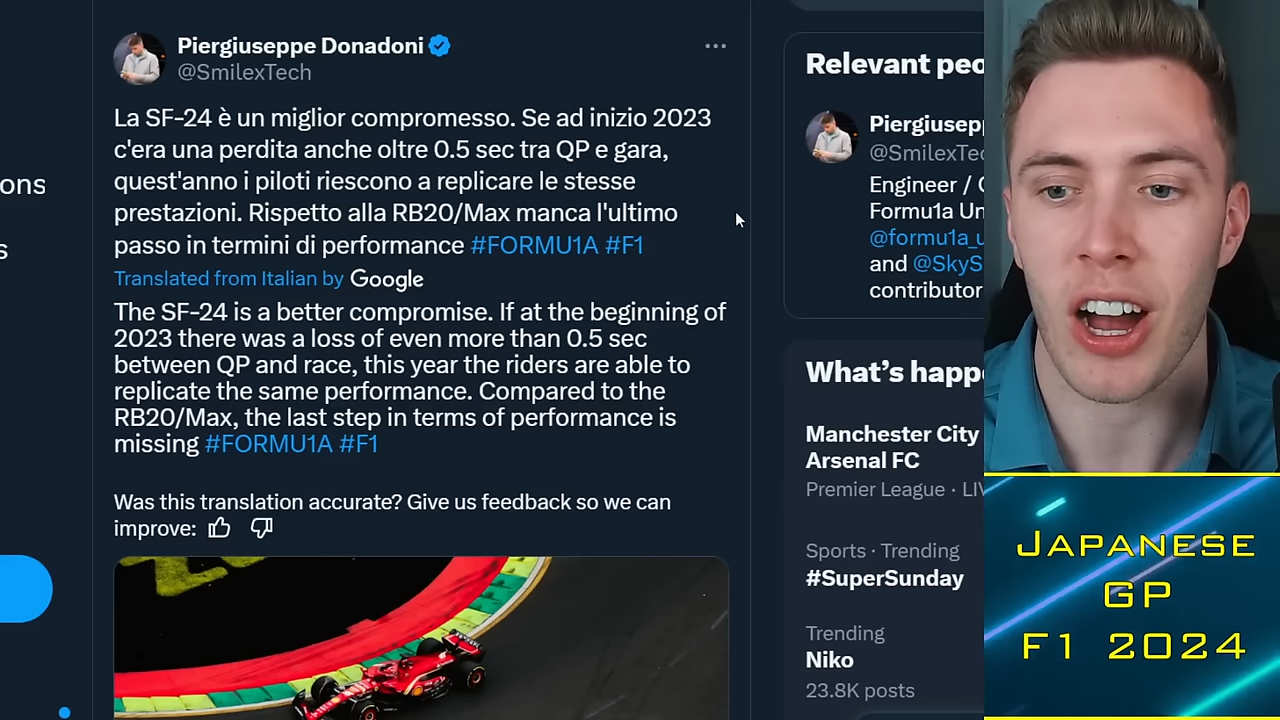 Piergiuseppe Donadoni
@SmilexTech
La SF-24 è un miglior compromesso. Se ad inizio 2023
c'era una perdita anche oltre 0.5 sec tra QP e gara,
quest'anno i piloti riescono a replicare le stesse
prestazioni. Rispetto alla RB20/Max manca l'ultimo
passo in termini di performance #FORMU1A #F1
Translated from Italian by Google
The SF-24 is a better compromise. If at the beginning of
2023 there was a loss of even more than 0.5 sec
between QP and race, this year the riders are able to
replicate the same performance. Compared to the
RB20/Max, the last step in terms of performance is
missing #FORMU1A #F1
Was this translation accurate? Give us feedback so we can
improve:
ons
s
Relevant peo
Piergiusepp
@SmilexTec
Engineer / C
Formu1a Un
@formu1a_u
and @SkyS
contributor
What's happe
Manchester City
Arsenal FC
Premier League · LIV
Sports · Trending
#SuperSunday
Trending
Niko
23.8K posts
JAPANESE
GP
F1 2024